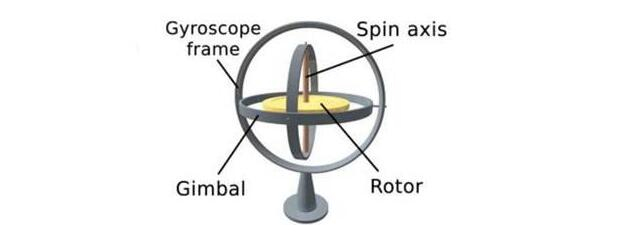 Gyroscope
frame
Spin axis
Gimbal
Rotor